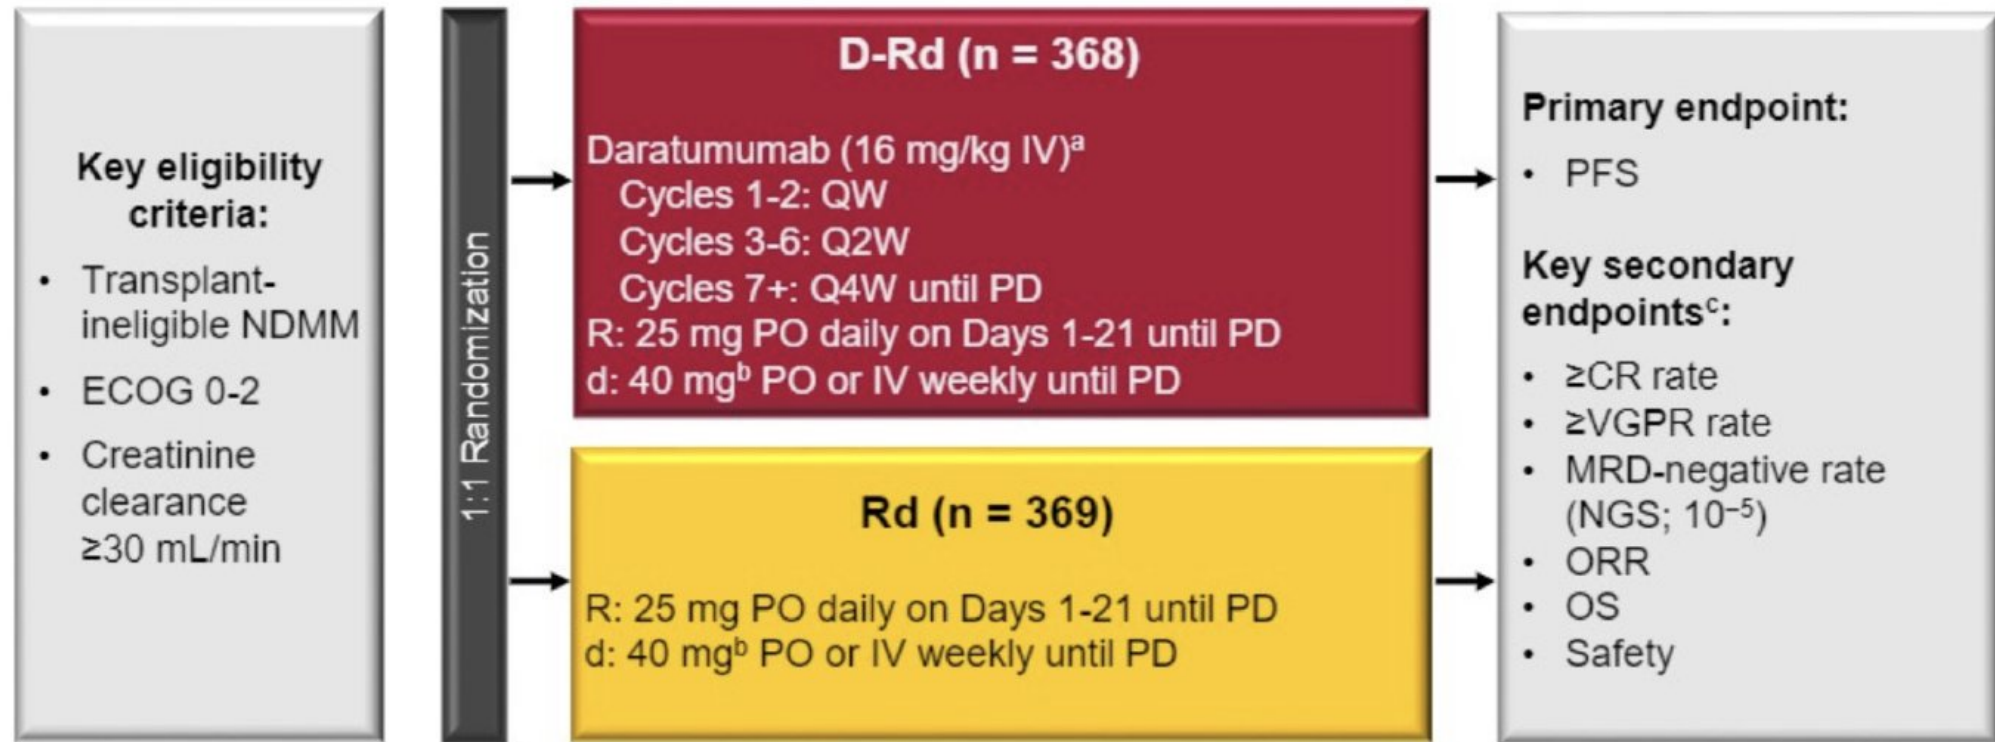 Key eligibility
criteria:
• Transplant-
ineligible NDMM
• ECOG 0-2
• Creatinine
clearance
≥30 mL/min
1:1 Randomization
D-Rd (n = 368)
Daratumumab (16 mg/kg IV)ᵃ
Cycles 1-2: QW
Cycles 3-6: Q2W
Cycles 7+: Q4W until PD
R: 25 mg PO daily on Days 1-21 until PD
d: 40 mgᵇ PO or IV weekly until PD
Rd (n = 369)
R: 25 mg PO daily on Days 1-21 until PD
d: 40 mgᵇ PO or IV weekly until PD
Primary endpoint:
• PFS
Key secondary
endpointsᶜ:
• ≥CR rate
• ≥VGPR rate
• MRD-negative rate
(NGS; 10⁻⁵)
• ORR
• OS
• Safety